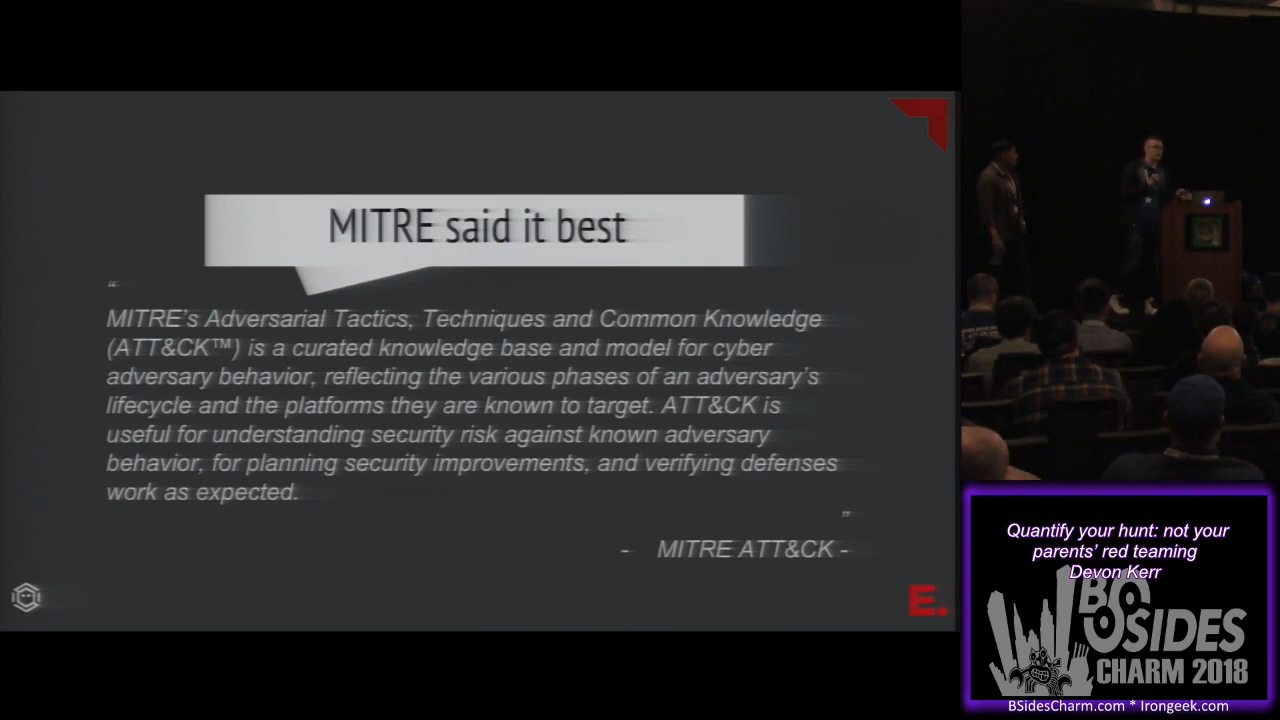 MITRE said it best
“
MITRE’s Adversarial Tactics, Techniques and Common Knowledge
(ATT&CK™) is a curated knowledge base and model for cyber
adversary behavior, reflecting the various phases of an adversary’s
lifecycle and the platforms they are known to target. ATT&CK is
useful for understanding security risk against known adversary
behavior, for planning security improvements, and verifying defenses
work as expected.
”
- MITRE ATT&CK -
E.
Quantify your hunt: not your
parents’ red teaming
Devon Kerr
BSIDES
CHARM 2018
BSidesCharm.com * Irongeek.com